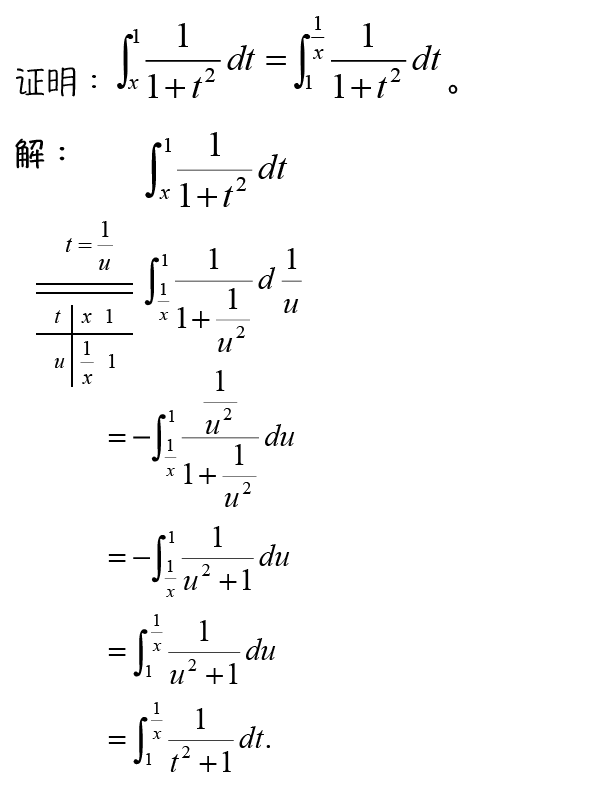 证明：∫_x^1 1/(1+t²) dt = ∫_1^{1/x} 1/(1+t²) dt 。
解： ∫_x^1 1/(1+t²) dt
t = 1/u
t | x 1
u | 1/x 1
∫_{1/x}^1 1/(1+1/u²) d 1/u
= −∫_{1/x}^1 (1/u²)/(1+1/u²) du
= −∫_{1/x}^1 1/(u²+1) du
= ∫_1^{1/x} 1/(u²+1) du
= ∫_1^{1/x} 1/(t²+1) dt.